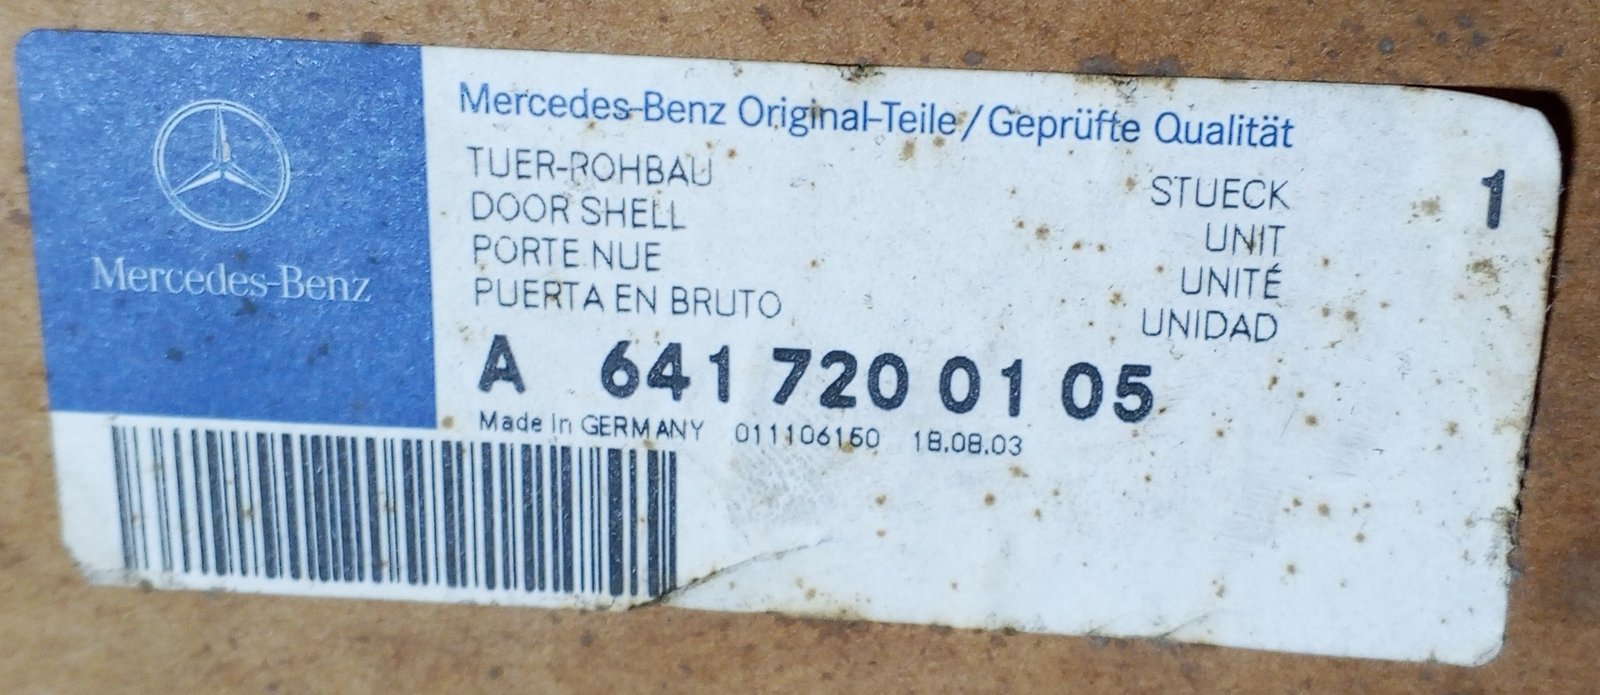 Mercedes-Benz
Mercedes-Benz Original-Teile/Geprüfte Qualität
TUER-ROHBAU
DOOR SHELL
PORTE NUE
PUERTA EN BRUTO
STUECK 1
UNIT
UNITÉ
UNIDAD
A 641 720 01 05
Made In GERMANY 011106150 18.08.03